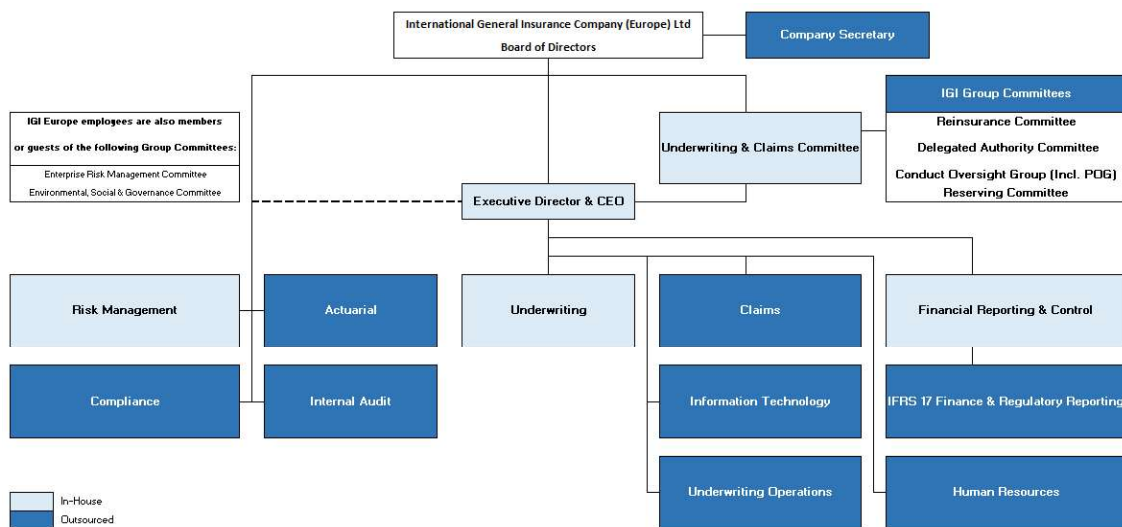 International General Insurance Company (Europe) Ltd
Board of Directors
Company Secretary
IGI Group Committees
Reinsurance Committee
Delegated Authority Committee
Conduct Oversight Group (Incl. POG)
Reserving Committee
IGI Europe employees are also members
or guests of the following Group Committees:
Enterprise Risk Management Committee
Environmental, Social & Governance Committee
Underwriting & Claims Committee
Executive Director & CEO
Risk Management
Actuarial
Underwriting
Claims
Financial Reporting & Control
Compliance
Internal Audit
Information Technology
IFRS 17 Finance & Regulatory Reporting
Underwriting Operations
Human Resources
In-House
Outsourced